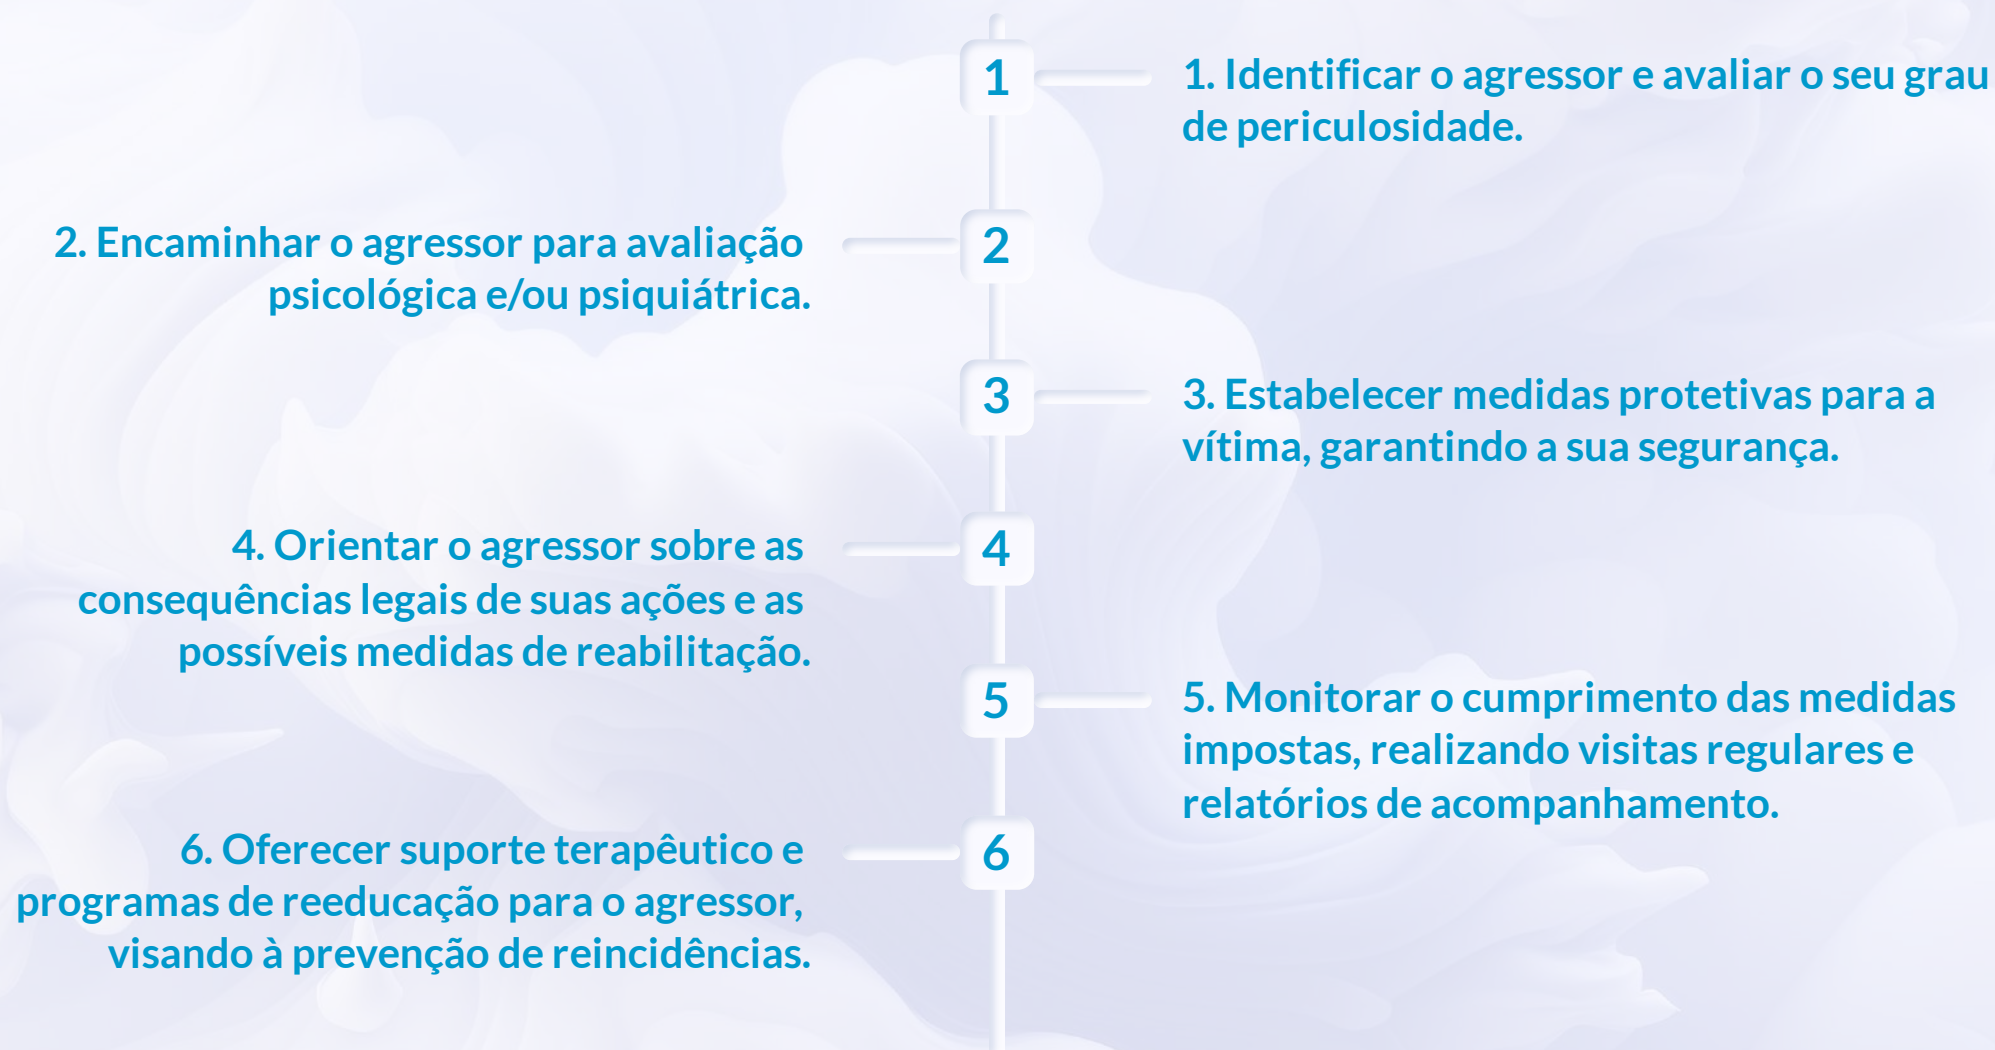 1
1. Identificar o agressor e avaliar o seu grau
de periculosidade.
2
2. Encaminhar o agressor para avaliação
psicológica e/ou psiquiátrica.
3
3. Estabelecer medidas protetivas para a
vítima, garantindo a sua segurança.
4
4. Orientar o agressor sobre as
consequências legais de suas ações e as
possíveis medidas de reabilitação.
5
5. Monitorar o cumprimento das medidas
impostas, realizando visitas regulares e
relatórios de acompanhamento.
6
6. Oferecer suporte terapêutico e
programas de reeducação para o agressor,
visando à prevenção de reincidências.